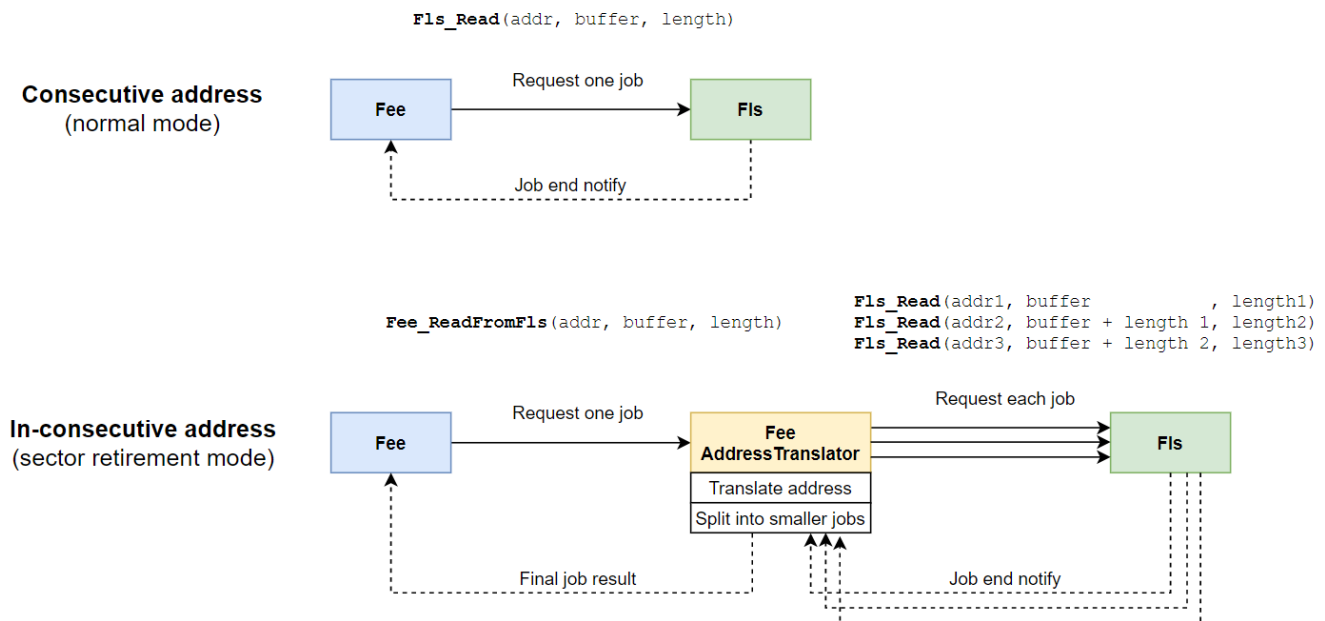 Fls_Read(addr, buffer, length)
Consecutive address
(normal mode)
Fee
Request one job
Fls
Job end notify
Fee_ReadFromFls(addr, buffer, length)
Fls_Read(addr1, buffer          , length1)
Fls_Read(addr2, buffer + length 1, length2)
Fls_Read(addr3, buffer + length 2, length3)
In-consecutive address
(sector retirement mode)
Fee
Request one job
Fee
AddressTranslator
Translate address
Split into smaller jobs
Request each job
Fls
Final job result
Job end notify